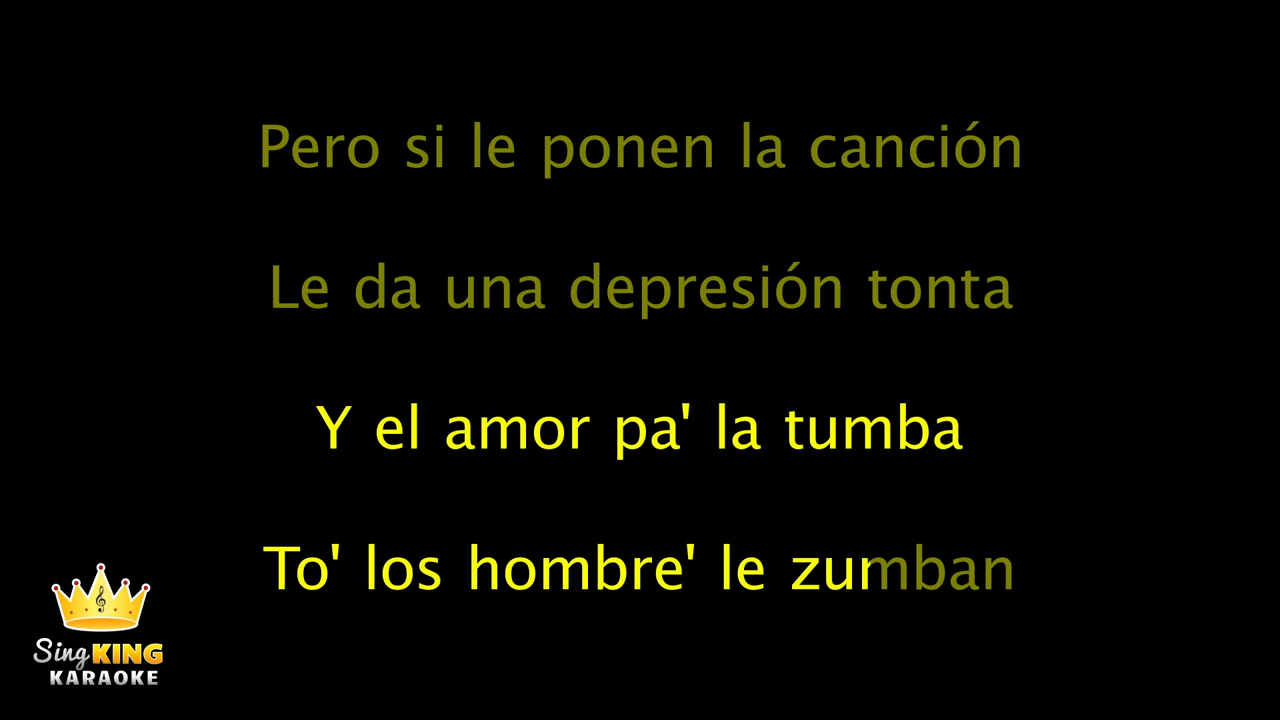 Pero si le ponen la canción
Le da una depresión tonta
Y el amor pa' la tumba
To' los hombre' le zumban
Sing KING
KARAOKE